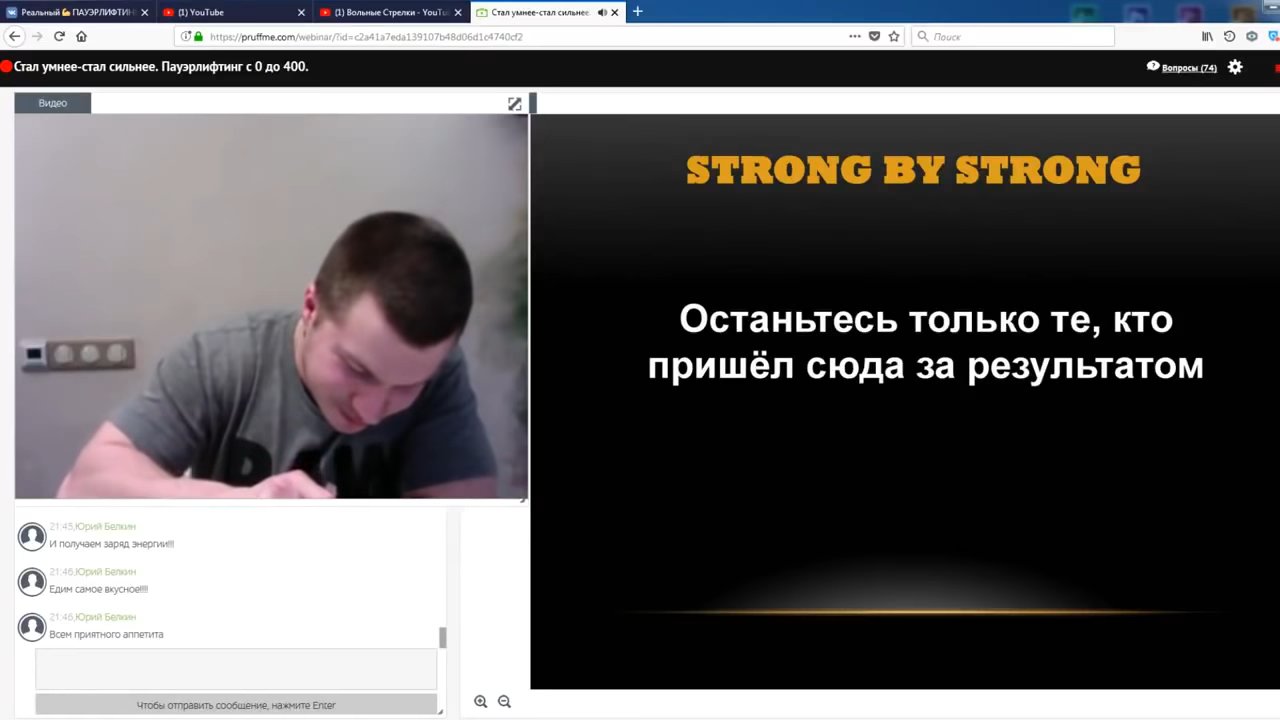 Реальный 💪 ПАУЭРЛИФТИН
(1) YouTube
(1) Вольные Стрелки - YouTu
Стал умнее-стал сильнее.
https://pruffme.com/webinar/?id=c2a41a7eda139107b48d06d1c4740cf2
Поиск
Стал умнее-стал сильнее. Пауэрлифтинг с 0 до 400.
Вопросы (74)
Видео
STRONG BY STRONG
Останьтесь только те, кто
пришёл сюда за результатом
21:45,Юрий Белкин
И получаем заряд энергии!!!
21:46,Юрий Белкин
Едим самое вкусное!!!!
21:46,Юрий Белкин
Всем приятного аппетита
Чтобы отправить сообщение, нажмите Enter